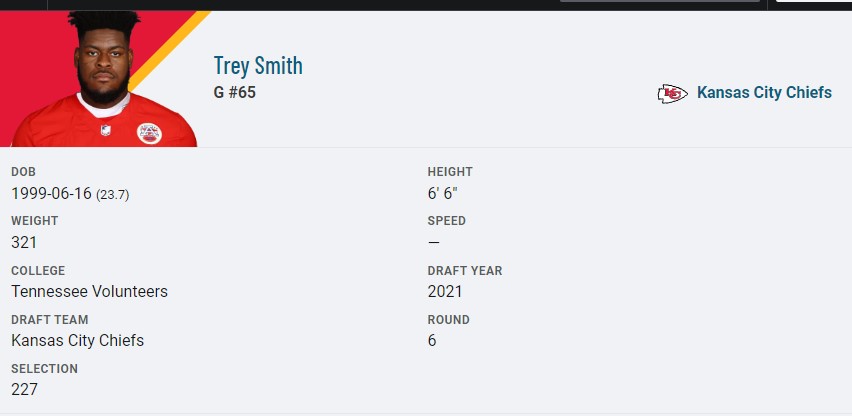 Trey Smith
G #65
Kansas City Chiefs
DOB
1999-06-16 (23.7)
HEIGHT
6' 6"
WEIGHT
321
SPEED
—
COLLEGE
Tennessee Volunteers
DRAFT YEAR
2021
DRAFT TEAM
Kansas City Chiefs
ROUND
6
SELECTION
227